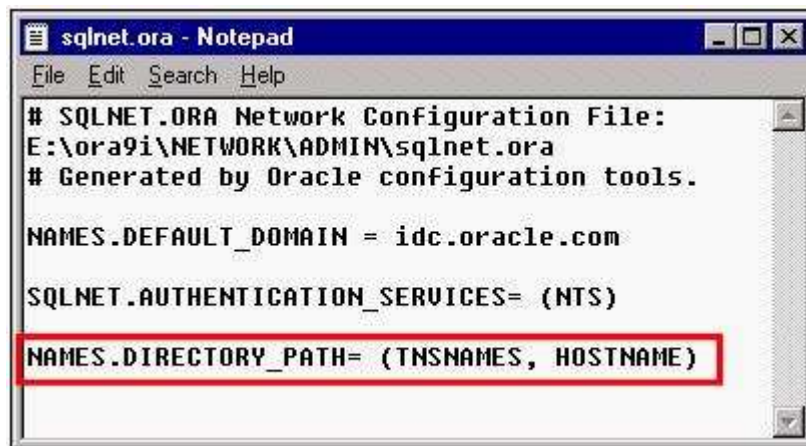 sqlnet.ora - Notepad
File Edit Search Help
# SQLNET.ORA Network Configuration File:
E:\ora9i\NETWORK\ADMIN\sqlnet.ora
# Generated by Oracle configuration tools.
NAMES.DEFAULT_DOMAIN = idc.oracle.com
SQLNET.AUTHENTICATION_SERVICES= (NTS)
NAMES.DIRECTORY_PATH= (TNSNAMES, HOSTNAME)